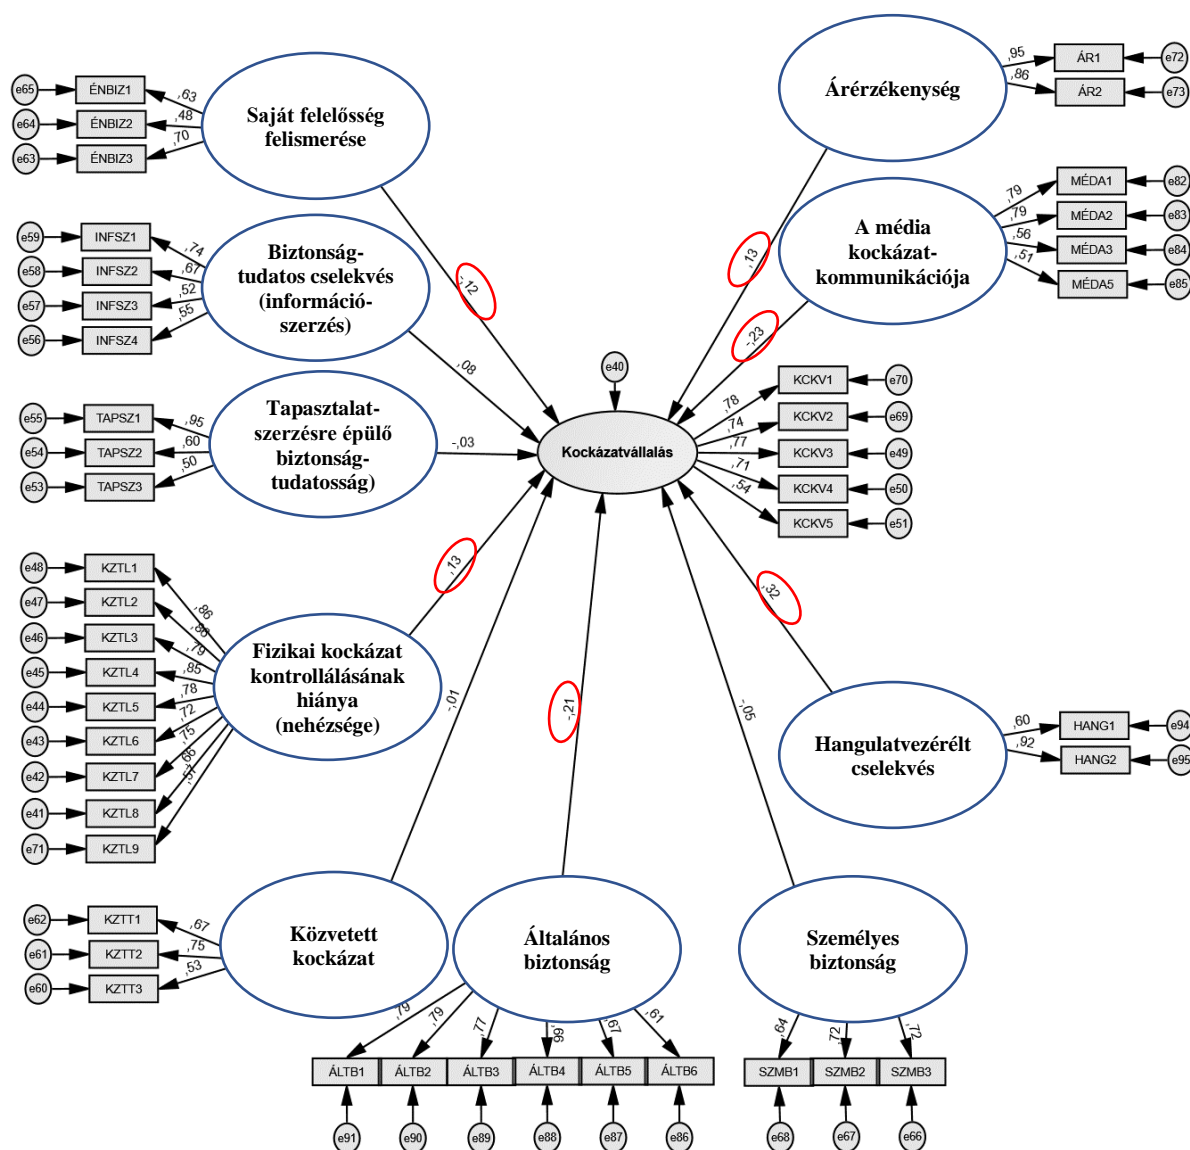 e65
ÉNBIZ1
,63
e64
ÉNBIZ2
,48
e63
ÉNBIZ3
,70
Saját felelősség
felismerése
-,12
e59
INFSZ1
,74
e58
INFSZ2
,67
e57
INFSZ3
,52
e56
INFSZ4
,55
Biztonság-
tudatos cselekvés
(információ-
szerzés)
,08
e55
TAPSZ1
,95
e54
TAPSZ2
,60
e53
TAPSZ3
,50
Tapasztalat-
szerzésre épülő
biztonság-
tudatosság)
-,03
e48
KZTL1
,86
e47
KZTL2
,86
e46
KZTL3
,79
e45
KZTL4
,85
e44
KZTL5
,78
e43
KZTL6
,72
e42
KZTL7
,75
e41
KZTL8
,66
e71
KZTL9
,57
Fizikai kockázat
kontrollálásának
hiánya
(nehézsége)
,13
e62
KZTT1
,67
e61
KZTT2
,75
e60
KZTT3
,53
Közvetett
kockázat
-,01
Általános
biztonság
-,21
,79
,79
,77
,66
,67
,61
ÁLTB1
ÁLTB2
ÁLTB3
ÁLTB4
ÁLTB5
ÁLTB6
e91
e90
e89
e88
e87
e86
Személyes
biztonság
-,05
,64
,72
,72
SZMB1
SZMB2
SZMB3
e68
e67
e66
Árérzékenység
,13
,95
ÁR1
e72
,86
ÁR2
e73
A média
kockázat-
kommunikációja
-,23
,79
MÉDA1
e82
,79
MÉDA2
e83
,56
MÉDA3
e84
,51
MÉDA5
e85
e40
Kockázatvállalás
,78
KCKV1
e70
,74
KCKV2
e69
,77
KCKV3
e49
,71
KCKV4
e50
,54
KCKV5
e51
,32
Hangulatvezérélt
cselekvés
,60
HANG1
e94
,92
HANG2
e95